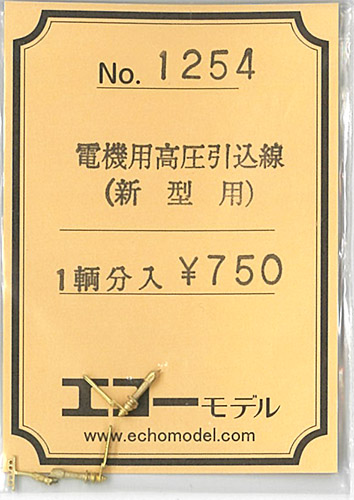 No. 1254
電機用高圧引込線
(新型用)
1輌分入 ¥750
エコーモデル
www.echomodel.com